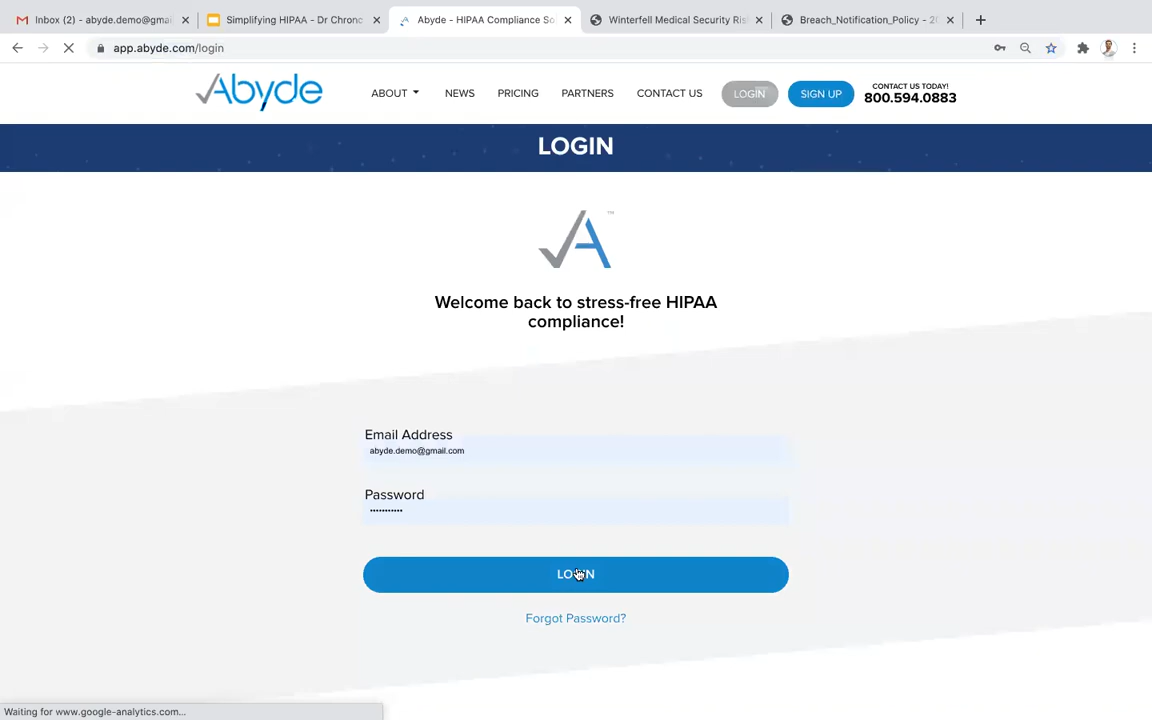 Inbox (2) - abyde.demo@gmai
Simplifying HIPAA - Dr Chrono
Abyde - HIPAA Compliance So
Winterfell Medical Security Ris
Breach_Notification_Policy - 20
app.abyde.com/login
Abyde
ABOUT
NEWS
PRICING
PARTNERS
CONTACT US
LOGIN
SIGN UP
CONTACT US TODAY!
800.594.0883
LOGIN
TM
Welcome back to stress-free HIPAA
compliance!
Email Address
abyde.demo@gmail.com
Password
•••••••••••
LOGIN
Forgot Password?
Waiting for www.google-analytics.com...